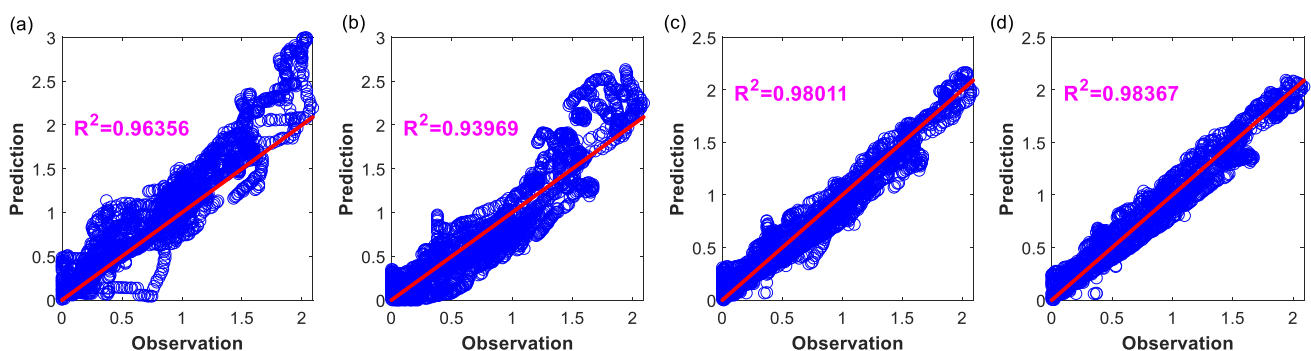 (a)
3
2.5
2
1.5
1
0.5
0
0
0.5
1
1.5
2
Prediction
Observation
R²=0.96356
(b)
3
2.5
2
1.5
1
0.5
0
0
0.5
1
1.5
2
Prediction
Observation
R²=0.93969
(c)
2.5
2
1.5
1
0.5
0
0
0.5
1
1.5
2
Prediction
Observation
R²=0.98011
(d)
2.5
2
1.5
1
0.5
0
0
0.5
1
1.5
2
Prediction
Observation
R²=0.98367